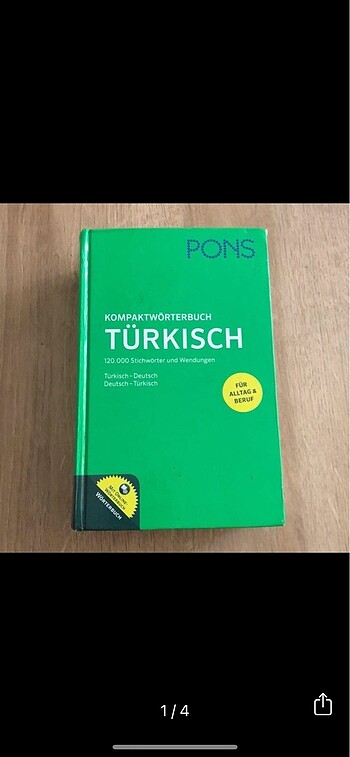 PONS
KOMPAKTWÖRTERBUCH
TÜRKISCH
120.000 Stichwörter und Wendungen
Türkisch – Deutsch
Deutsch – Türkisch
FÜR
ALLTAG &
BERUF
WÖRTERBUCH
1/4